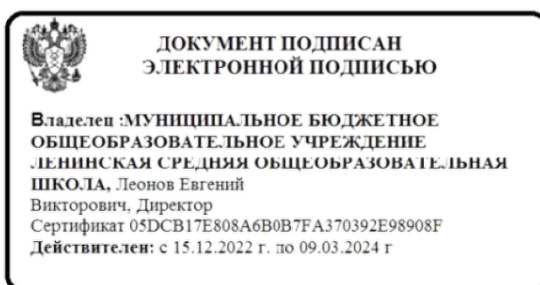 ДОКУМЕНТ ПОДПИСАН
ЭЛЕКТРОННОЙ ПОДПИСЬЮ
Владелец :МУНИЦИПАЛЬНОЕ БЮДЖЕТНОЕ
ОБЩЕОБРАЗОВАТЕЛЬНОЕ УЧРЕЖДЕНИЕ
ЛЕНИНСКАЯ СРЕДНЯЯ ОБЩЕОБРАЗОВАТЕЛЬНАЯ
ШКОЛА, Леонов Евгений
Викторович, Директор
Сертификат 05DCB17E808A6B0B7FA370392E98908F
Действителен: с 15.12.2022 г. по 09.03.2024 г